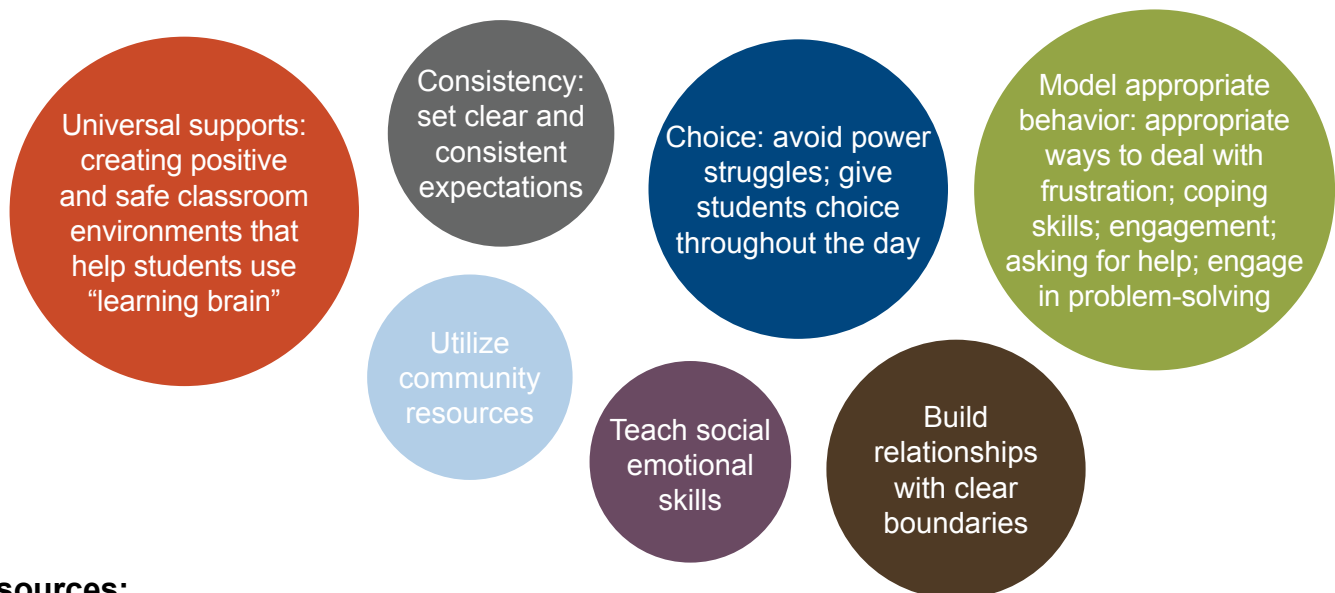 Universal supports:
creating positive
and safe classroom
environments that
help students use
“learning brain”
Consistency:
set clear and
consistent
expectations
Choice: avoid power
struggles; give
students choice
throughout the day
Model appropriate
behavior: appropriate
ways to deal with
frustration; coping
skills; engagement;
asking for help; engage
in problem-solving
Utilize
community
resources
Teach social
emotional
skills
Build
relationships
with clear
boundaries
sources: